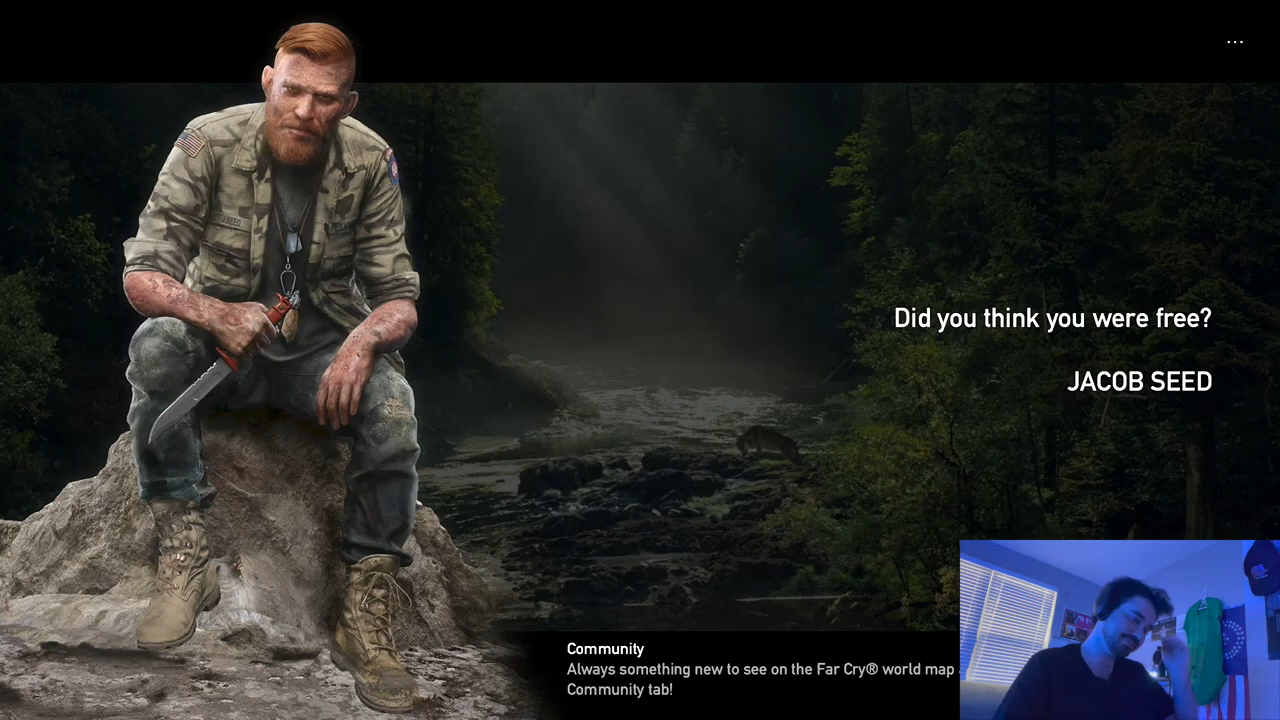 ...
Did you think you were free?
JACOB SEED
Community
Always something new to see on the Far Cry® world map
Community tab!